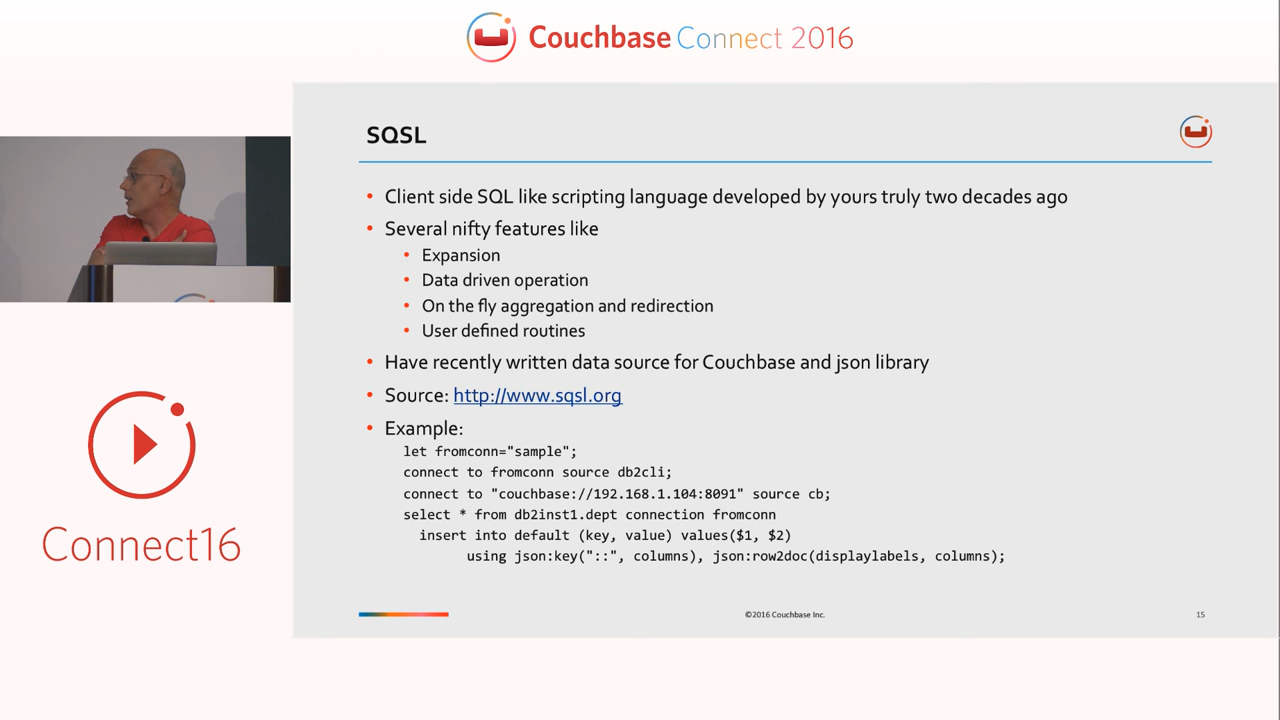 Couchbase Connect 2016
SQSL
• Client side SQL like scripting language developed by yours truly two decades ago
• Several nifty features like
• Expansion
• Data driven operation
• On the fly aggregation and redirection
• User defined routines
• Have recently written data source for Couchbase and json library
• Source: http://www.sqsl.org
• Example:
let fromconn="sample";
connect to fromconn source db2cli;
connect to "couchbase://192.168.1.104:8091" source cb;
select * from db2inst1.dept connection fromconn
insert into default (key, value) values($1, $2)
using json:key("::", columns), json:row2doc(displaylabels, columns);
Connect16
©2016 Couchbase Inc.
15